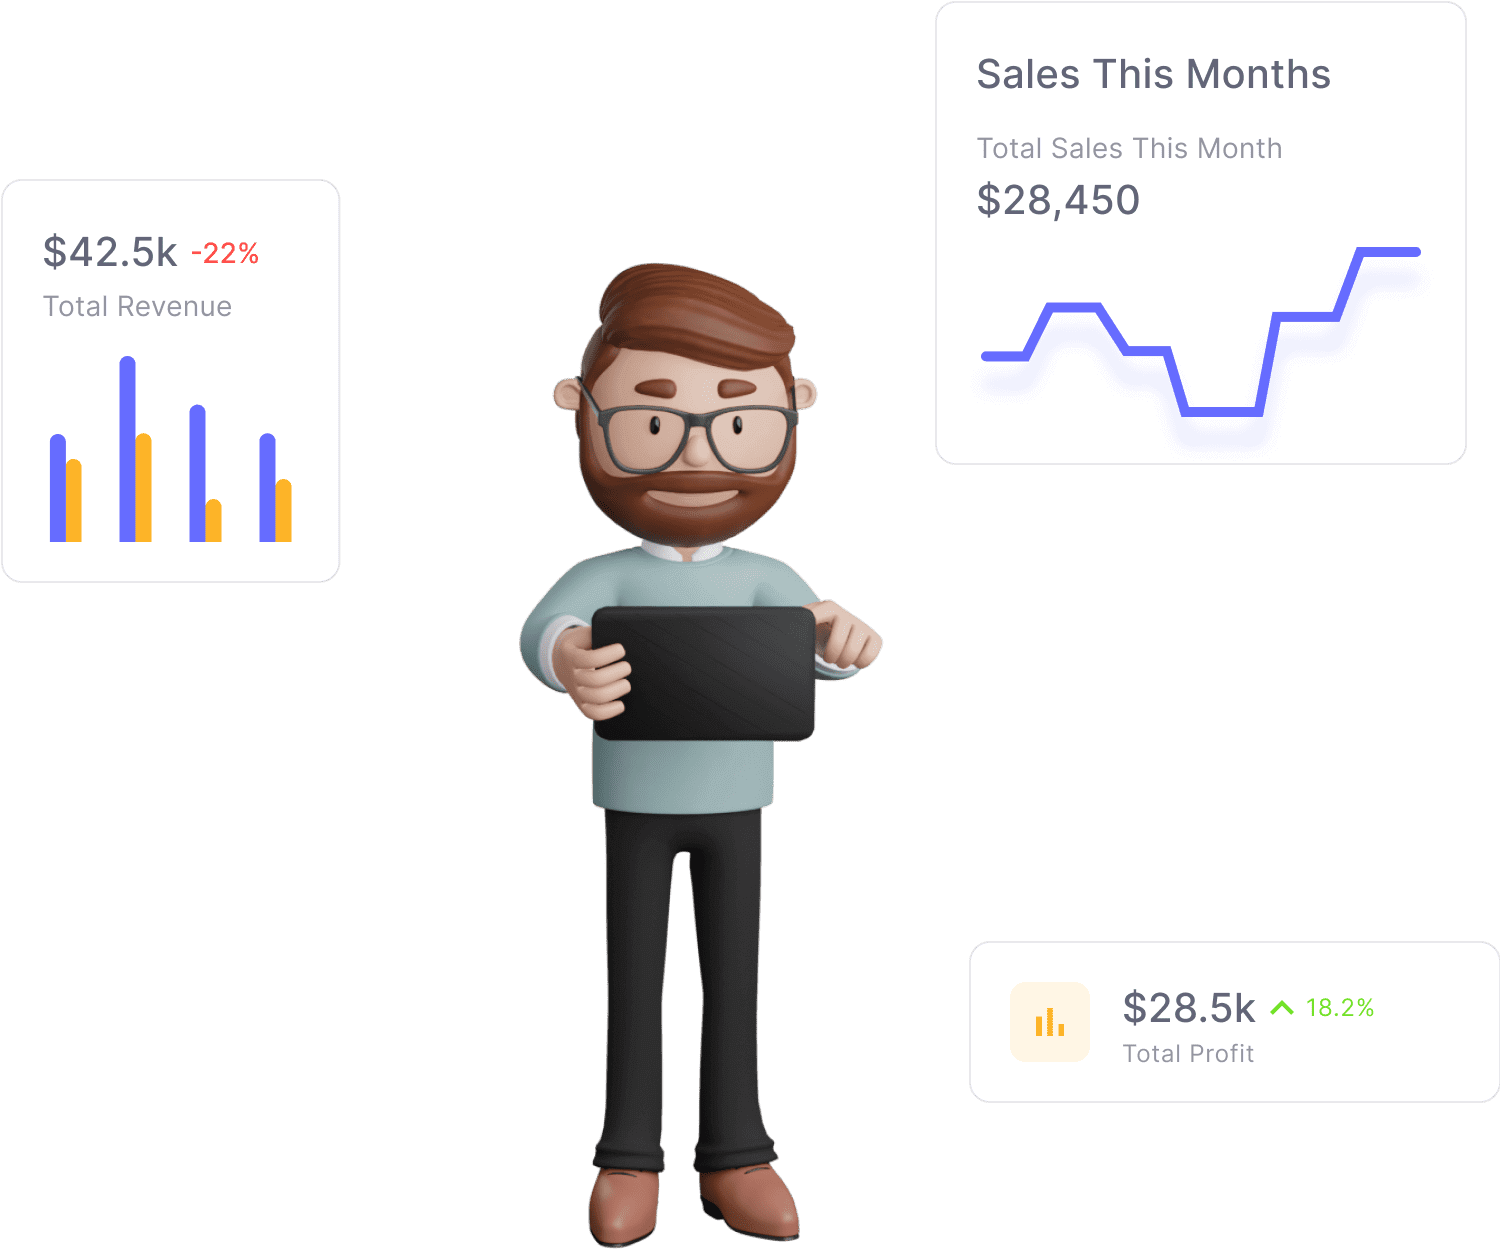 Sales This Months
Total Sales This Month
$28,450
$42.5k -22%
Total Revenue
$28.5k 18.2%
Total Profit